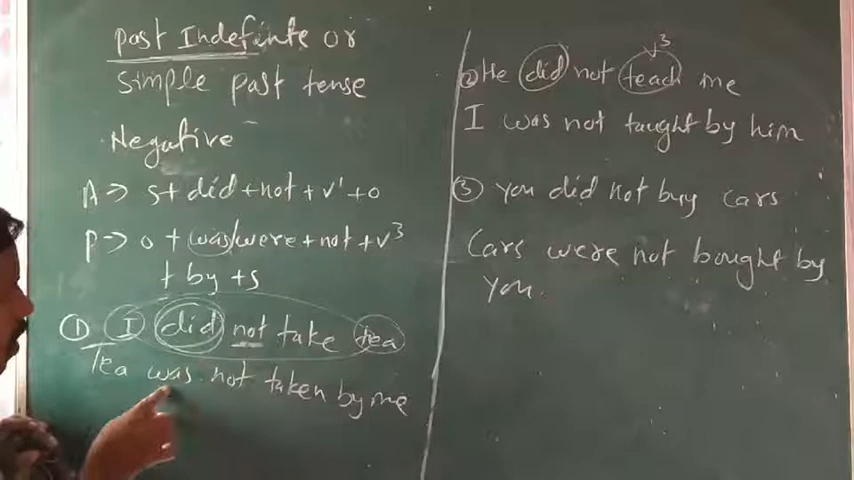 past Indefinite or
simple past tense
Negative
A → s+ did +not +v¹ +o
P → o + was/were +not +v³
+ by +s
① I did not take tea
Tea was not taken by me
② He did not teach me
v³
I was not taught by him
③ you did not buy cars
Cars were not bought by
you.